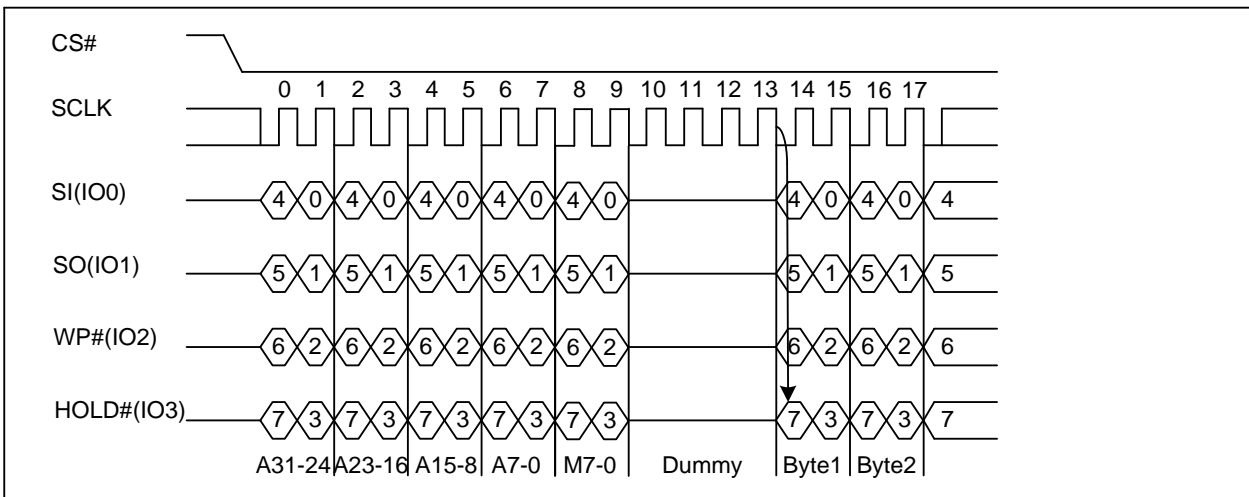 CS#
0 1 2 3 4 5 6 7 8 9 10 11 12 13 14 15 16 17
SCLK
SI(IO0) 4 0 4 0 4 0 4 0 4 0 4 0 4 0 4
SO(IO1) 5 1 5 1 5 1 5 1 5 1 5 1 5 1 5
WP#(IO2) 6 2 6 2 6 2 6 2 6 2 6 2 6 2 6
HOLD#(IO3) 7 3 7 3 7 3 7 3 7 3 7 3 7 3 7
A31-24 A23-16 A15-8 A7-0 M7-0 Dummy Byte1 Byte2